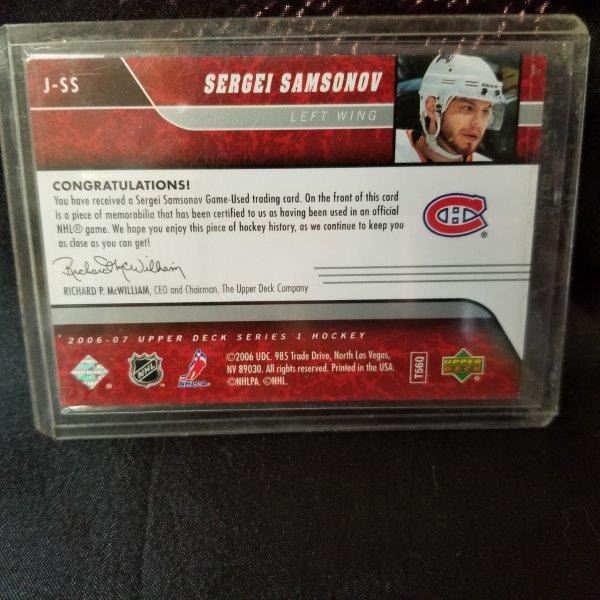 J-SS
SERGEI SAMSONOV
LEFT WING
CONGRATULATIONS!
You have received a Sergei Samsonov Game-Used trading card. On the front of this card
is a piece of memorabilia that has been certified to us as having been used in an official
NHL® game. We hope you enjoy this piece of hockey history, as we continue to keep you
as close as you can get!
Richard McWilliam
RICHARD P. McWILLIAM, CEO and Chairman, The Upper Deck Company
®
2006-07 UPPER DECK SERIES 1 HOCKEY
NHL
NHLPA
©2006 UDC. 985 Trade Drive, North Las Vegas,
NV 89030. All rights reserved. Printed in the USA.
©NHLPA. ©NHL.
T56Q
UPPER
DECK
®